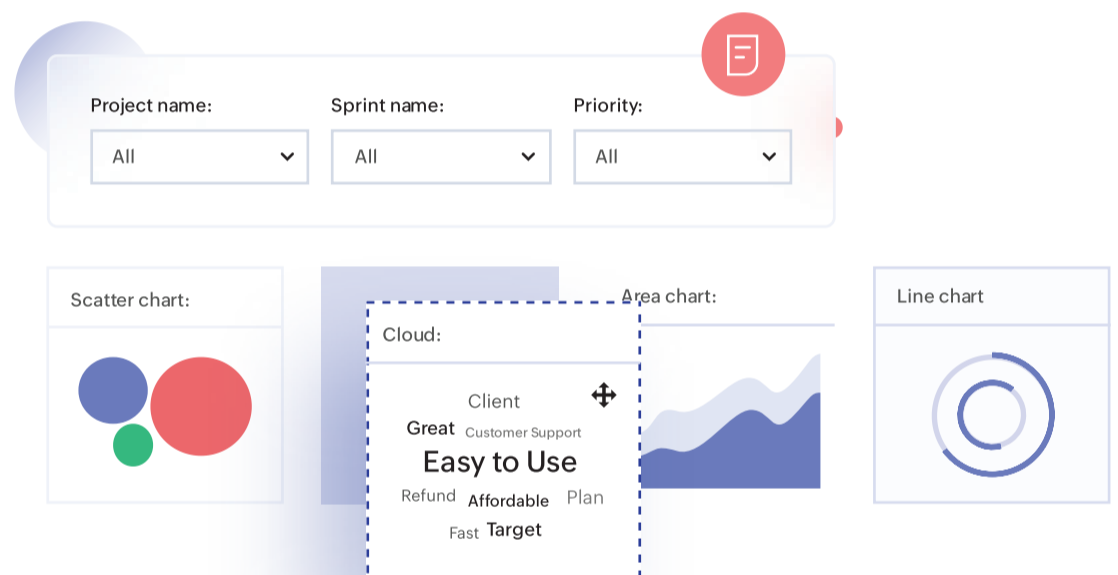 Project name:
Sprint name:
Priority:
All
All
All
Scatter chart:
Cloud:
Client
Great
Customer Support
Easy to Use
Refund
Affordable
Plan
Fast
Target
Area chart:
Line chart